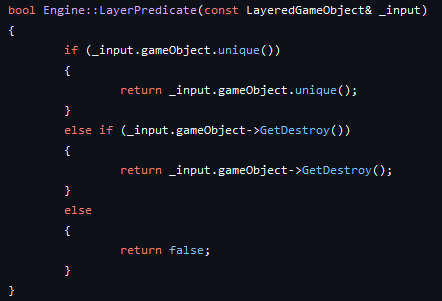 bool Engine::LayerPredicate(const LayeredGameObject& _input)
{
        if (_input.gameObject.unique())
        {
                return _input.gameObject.unique();
        }
        else if (_input.gameObject->GetDestroy())
        {
                return _input.gameObject->GetDestroy();
        }
        else
        {
                return false;
        }
}